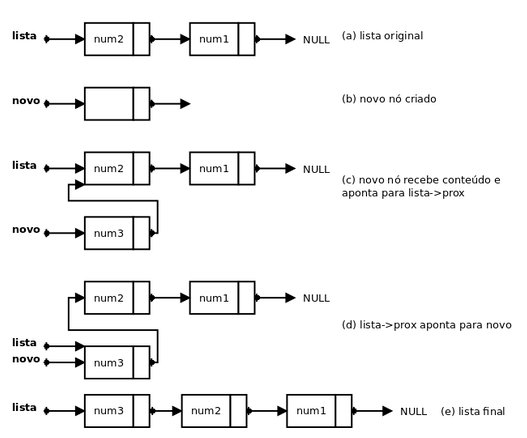 lista num2 num1 NULL (a) lista original
novo (b) novo nó criado
lista num2 num1 NULL
(c) novo nó recebe conteúdo e
aponta para lista->prox
novo num3
num2 num1 NULL
(d) lista->prox aponta para novo
lista
novo num3
lista num3 num2 num1 NULL (e) lista final